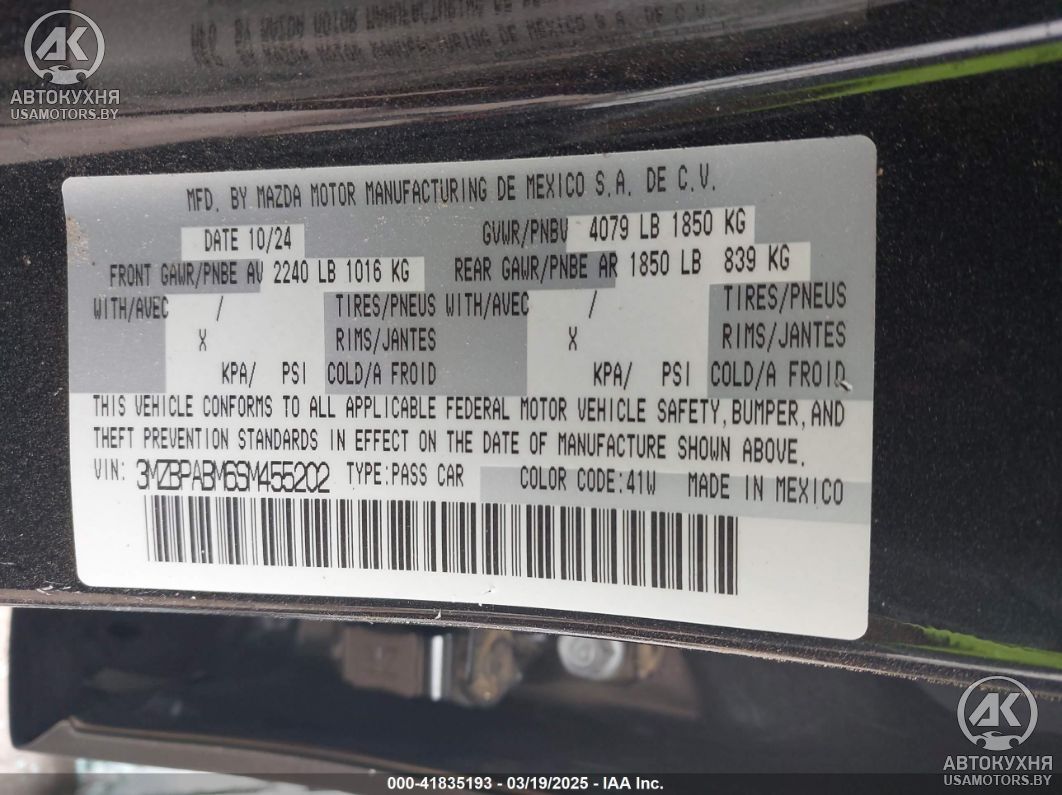 AK
АВТОКУХНЯ
USAMOTORS.BY
MFD. BY MAZDA MOTOR MANUFACTURING DE MEXICO S.A. DE C.V.
DATE 10/24 GVWR/PNBV 4079 LB 1850 KG
FRONT GAWR/PNBE AV 2240 LB 1016 KG REAR GAWR/PNBE AR 1850 LB 839 KG
WITH/AVEC / TIRES/PNEUS WITH/AVEC / TIRES/PNEUS
X RIMS/JANTES X RIMS/JANTES
KPA/ PSI COLD/A FROID KPA/ PSI COLD/A FROID
THIS VEHICLE CONFORMS TO ALL APPLICABLE FEDERAL MOTOR VEHICLE SAFETY, BUMPER, AND
THEFT PREVENTION STANDARDS IN EFFECT ON THE DATE OF MANUFACTURE SHOWN ABOVE.
VIN: 3MZBPABM6SM455202 TYPE:PASS CAR COLOR CODE:41W MADE IN MEXICO
AK
АВТОКУХНЯ
USAMOTORS.BY
000-41835193 - 03/19/2025 - IAA Inc.